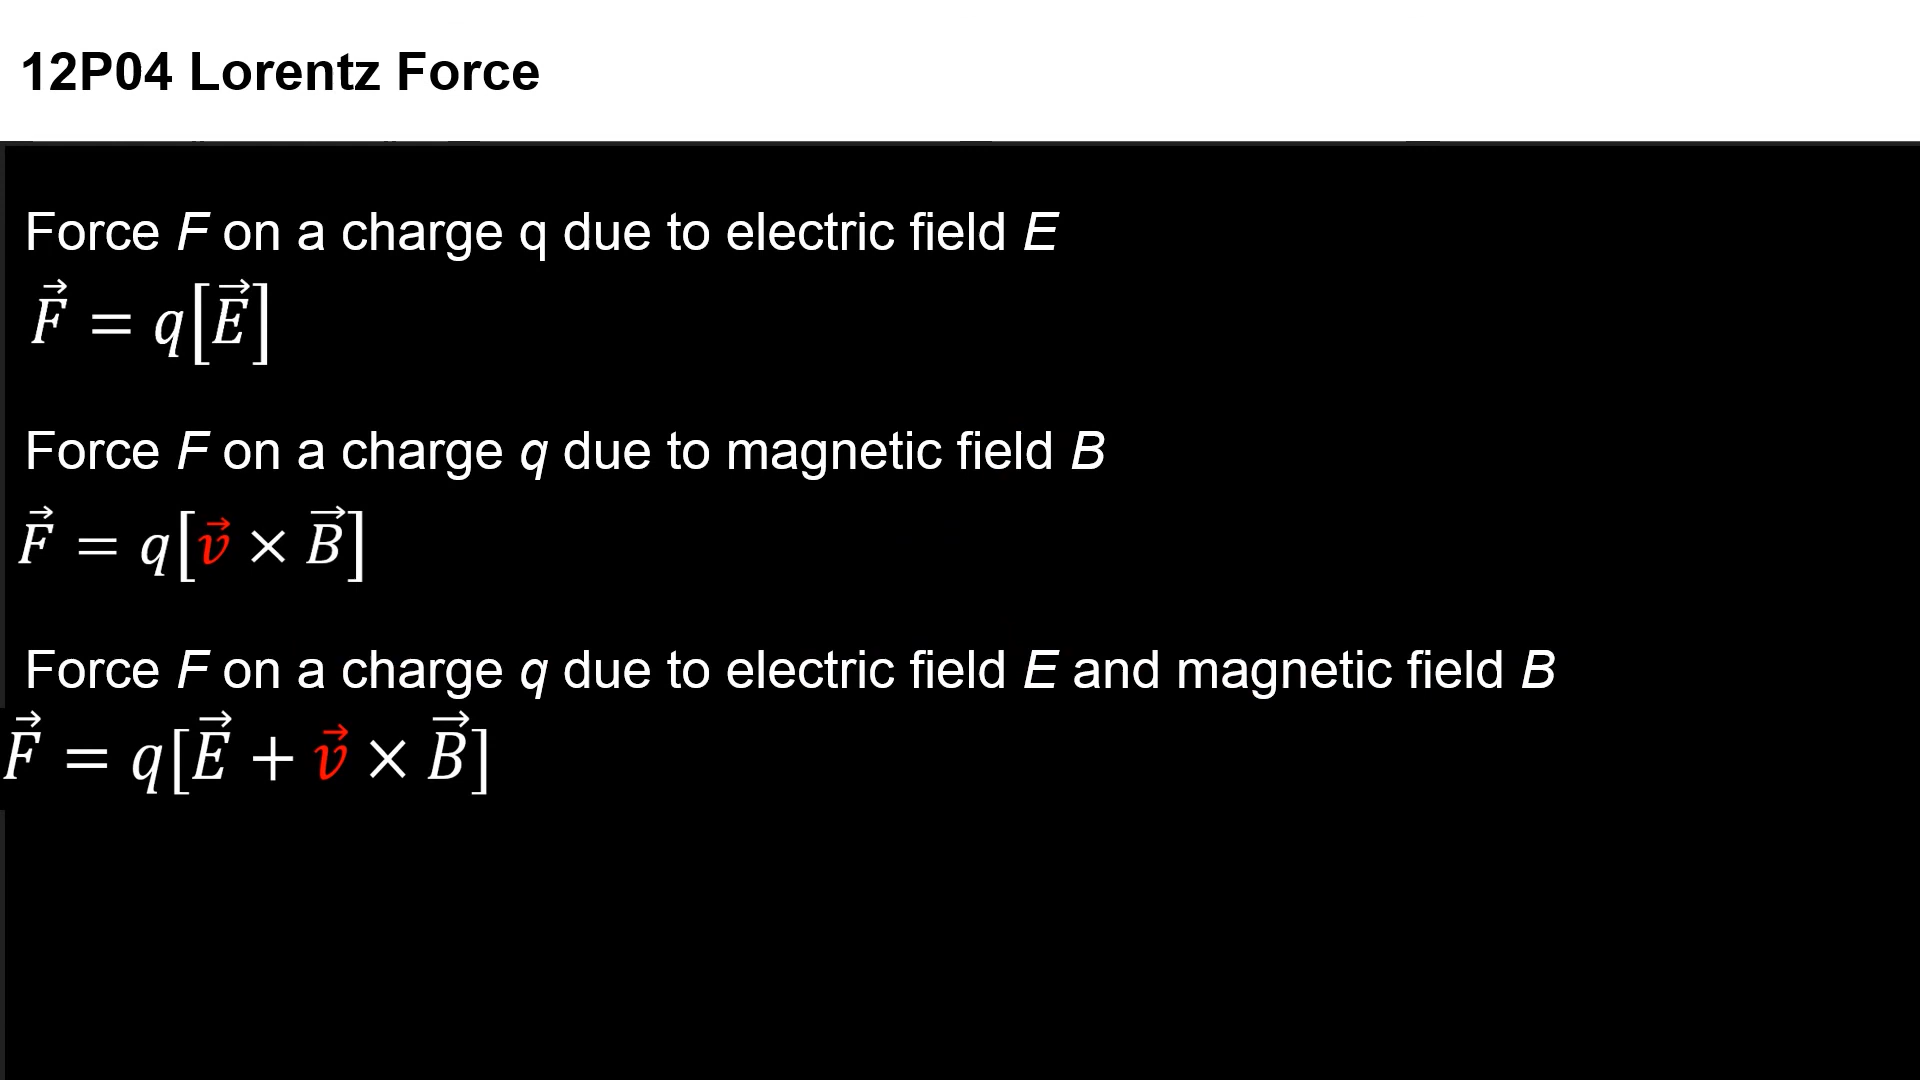 12P04 Lorentz Force
Force F on a charge q due to electric field E
F⃗ = q[E⃗]
Force F on a charge q due to magnetic field B
F⃗ = q[v⃗ × B⃗]
Force F on a charge q due to electric field E and magnetic field B
F⃗ = q[E⃗ + v⃗ × B⃗]